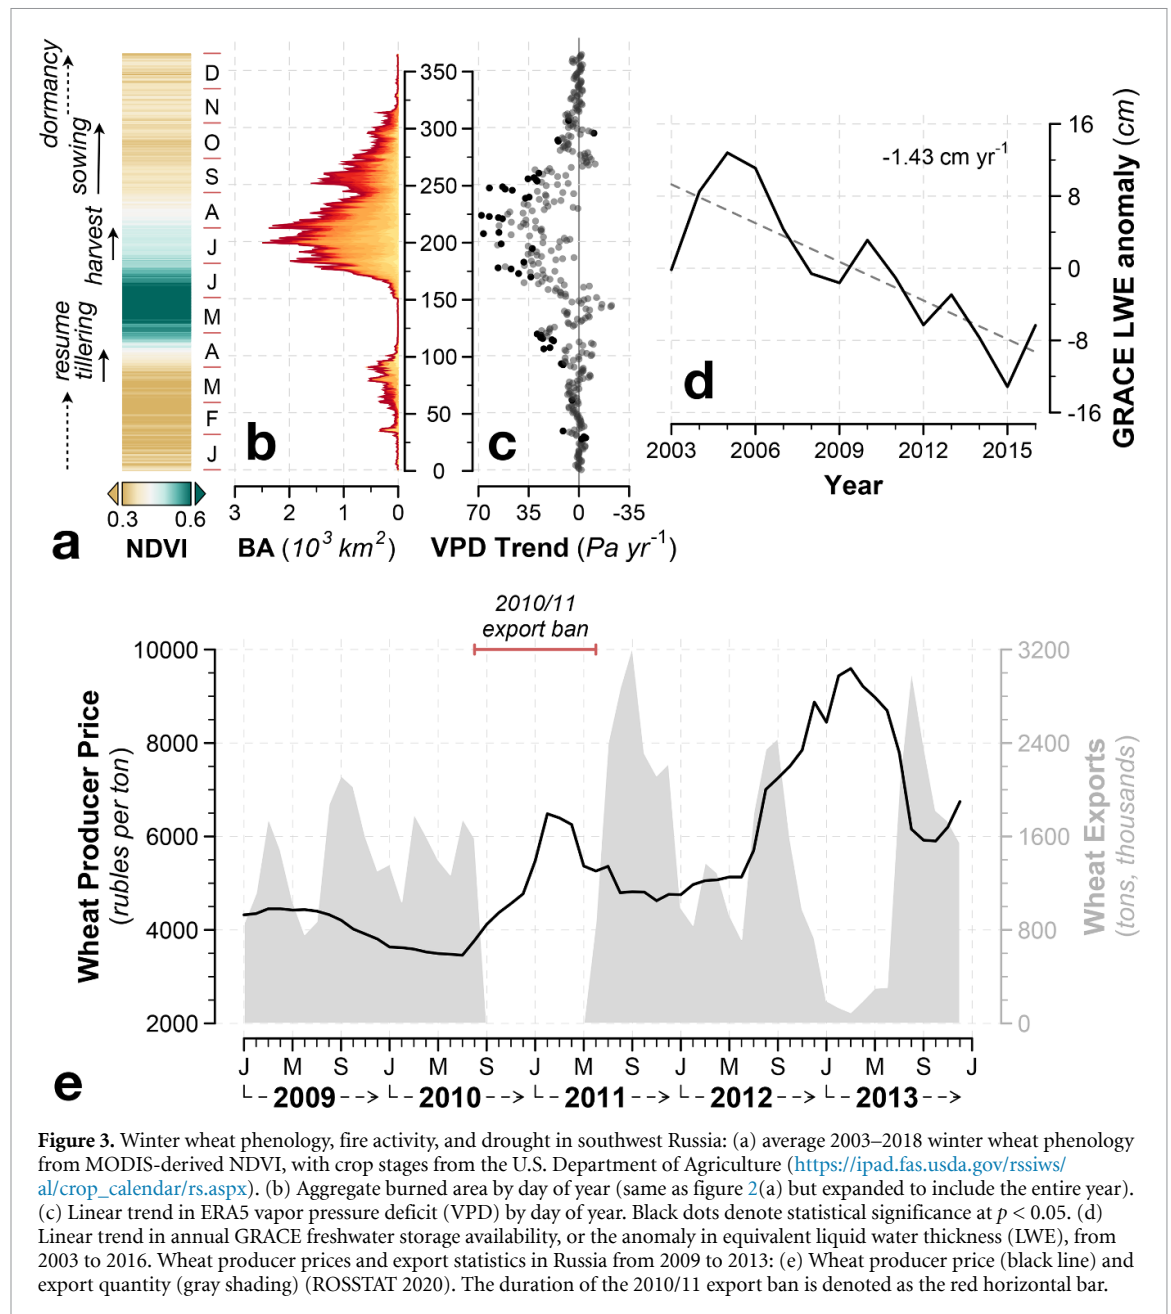 dormancy
sowing
harvest
resume
tillering
D
N
O
S
A
J
J
M
A
M
F
J
0.3 0.6
NDVI
a
b
3 2 1 0
BA (10³ km²)
350
300
250
200
150
100
50
0
c
70 35 0 -35
VPD Trend (Pa yr⁻¹)
-1.43 cm yr⁻¹
d
16
8
0
-8
-16
GRACE LWE anomaly (cm)
2003 2006 2009 2012 2015
Year
2010/11
export ban
10000
8000
6000
4000
2000
Wheat Producer Price
(rubles per ton)
3200
2400
1600
800
0
Wheat Exports
(tons, thousands)
J M S J M S J M S J M S J M S J
2009 2010 2011 2012 2013
e
Figure 3. Winter wheat phenology, fire activity, and drought in southwest Russia: (a) average 2003–2018 winter wheat phenology
from MODIS-derived NDVI, with crop stages from the U.S. Department of Agriculture (https://ipad.fas.usda.gov/rssiws/
al/crop_calendar/rs.aspx). (b) Aggregate burned area by day of year (same as figure 2(a) but expanded to include the entire year).
(c) Linear trend in ERA5 vapor pressure deficit (VPD) by day of year. Black dots denote statistical significance at p < 0.05. (d)
Linear trend in annual GRACE freshwater storage availability, or the anomaly in equivalent liquid water thickness (LWE), from
2003 to 2016. Wheat producer prices and export statistics in Russia from 2009 to 2013: (e) Wheat producer price (black line) and
export quantity (gray shading) (ROSSTAT 2020). The duration of the 2010/11 export ban is denoted as the red horizontal bar.